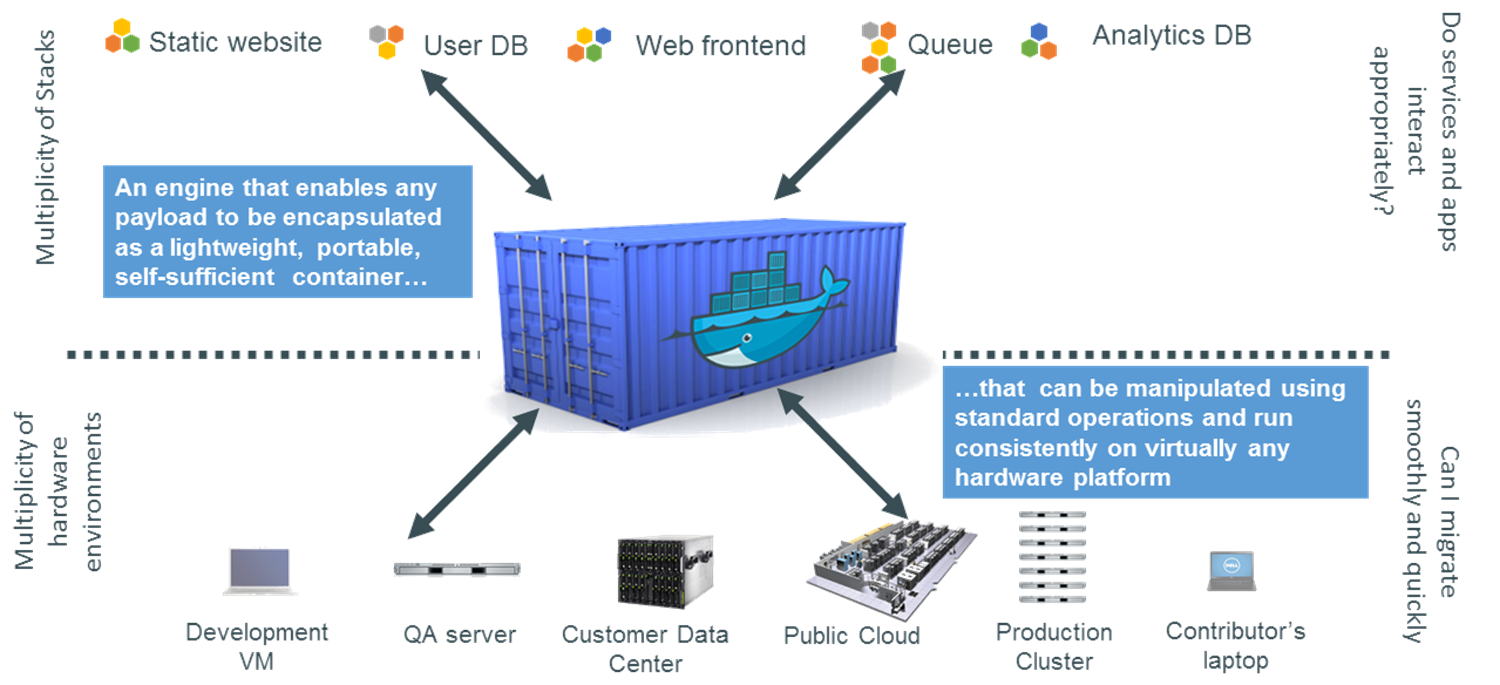 Static website
User DB
Web frontend
Queue
Analytics DB
Multiplicity of Stacks
Do services and apps
interact
appropriately?
An engine that enables any
payload to be encapsulated
as a lightweight, portable,
self-sufficient container…
…that can be manipulated using
standard operations and run
consistently on virtually any
hardware platform
Multiplicity of
hardware
environments
Can I migrate
smoothly and quickly
DELL
Development
VM
QA server
Customer Data
Center
Public Cloud
Production
Cluster
Contributor’s
laptop